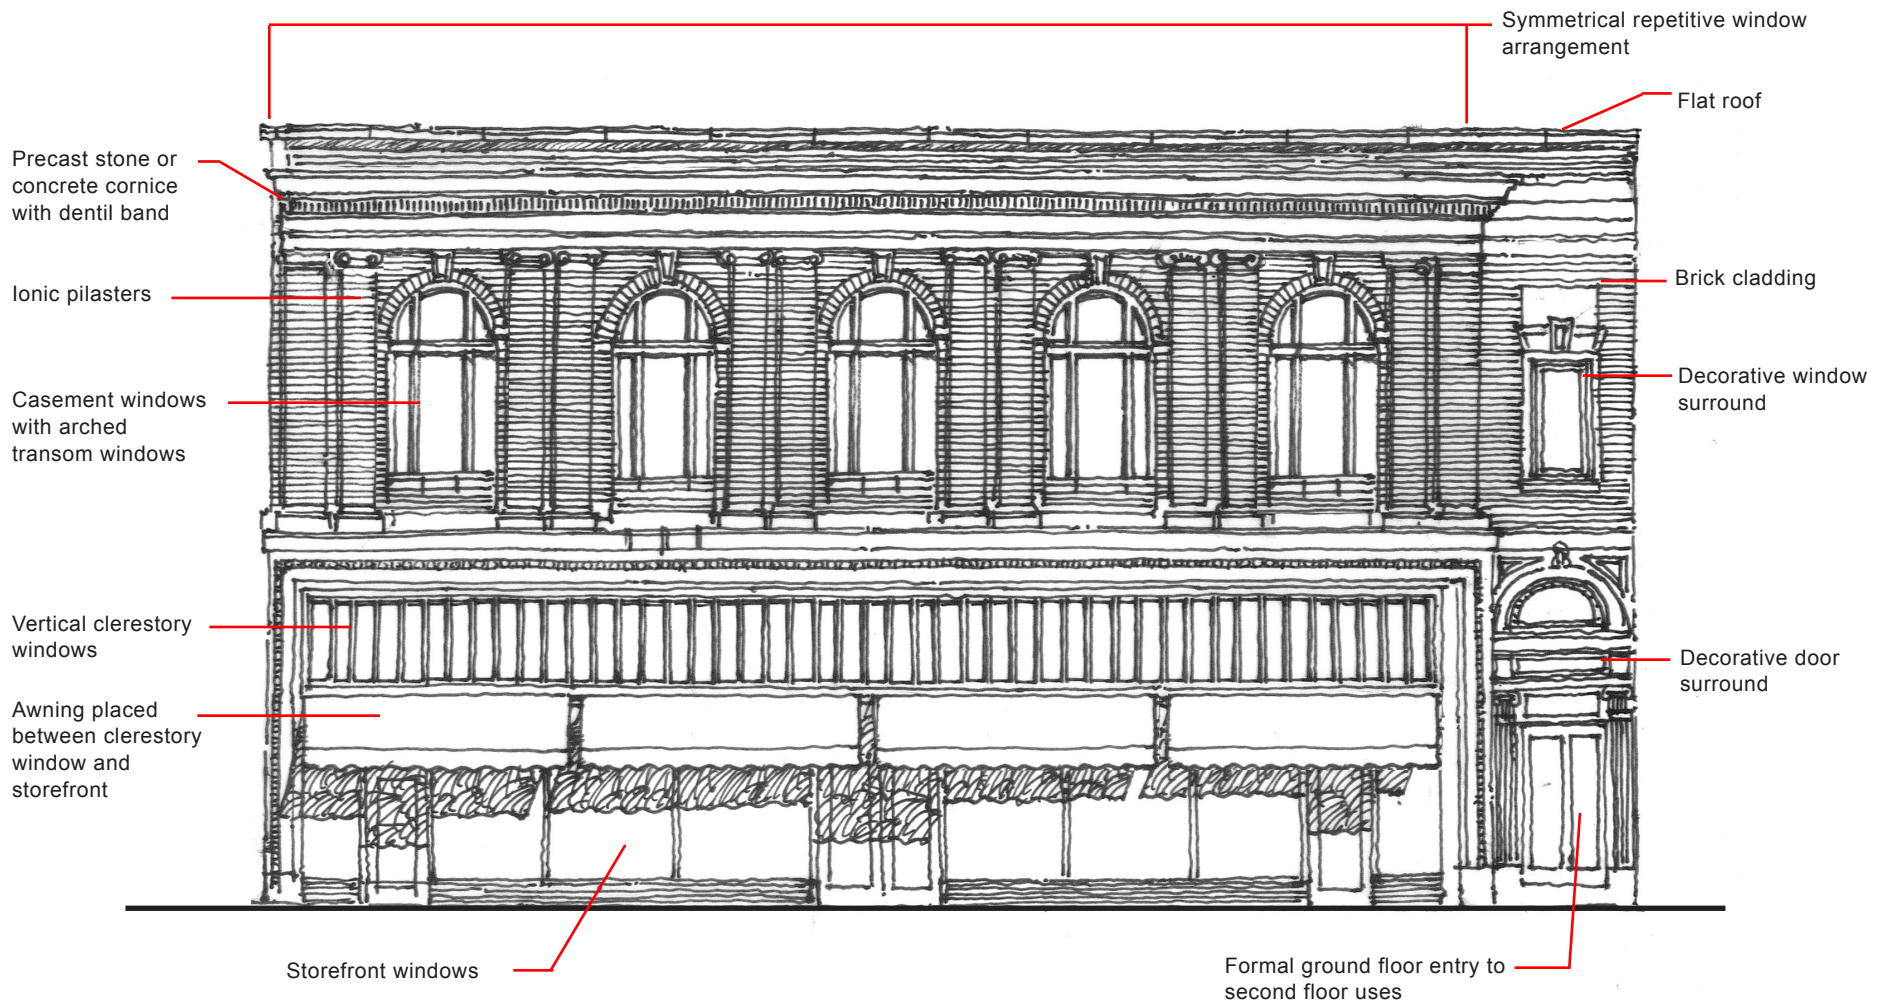 Symmetrical repetitive window
arrangement
Flat roof
Precast stone or
concrete cornice
with dentil band
Ionic pilasters
Brick cladding
Casement windows
with arched
transom windows
Decorative window
surround
Vertical clerestory
windows
Decorative door
surround
Awning placed
between clerestory
window and
storefront
Storefront windows
Formal ground floor entry to
second floor uses